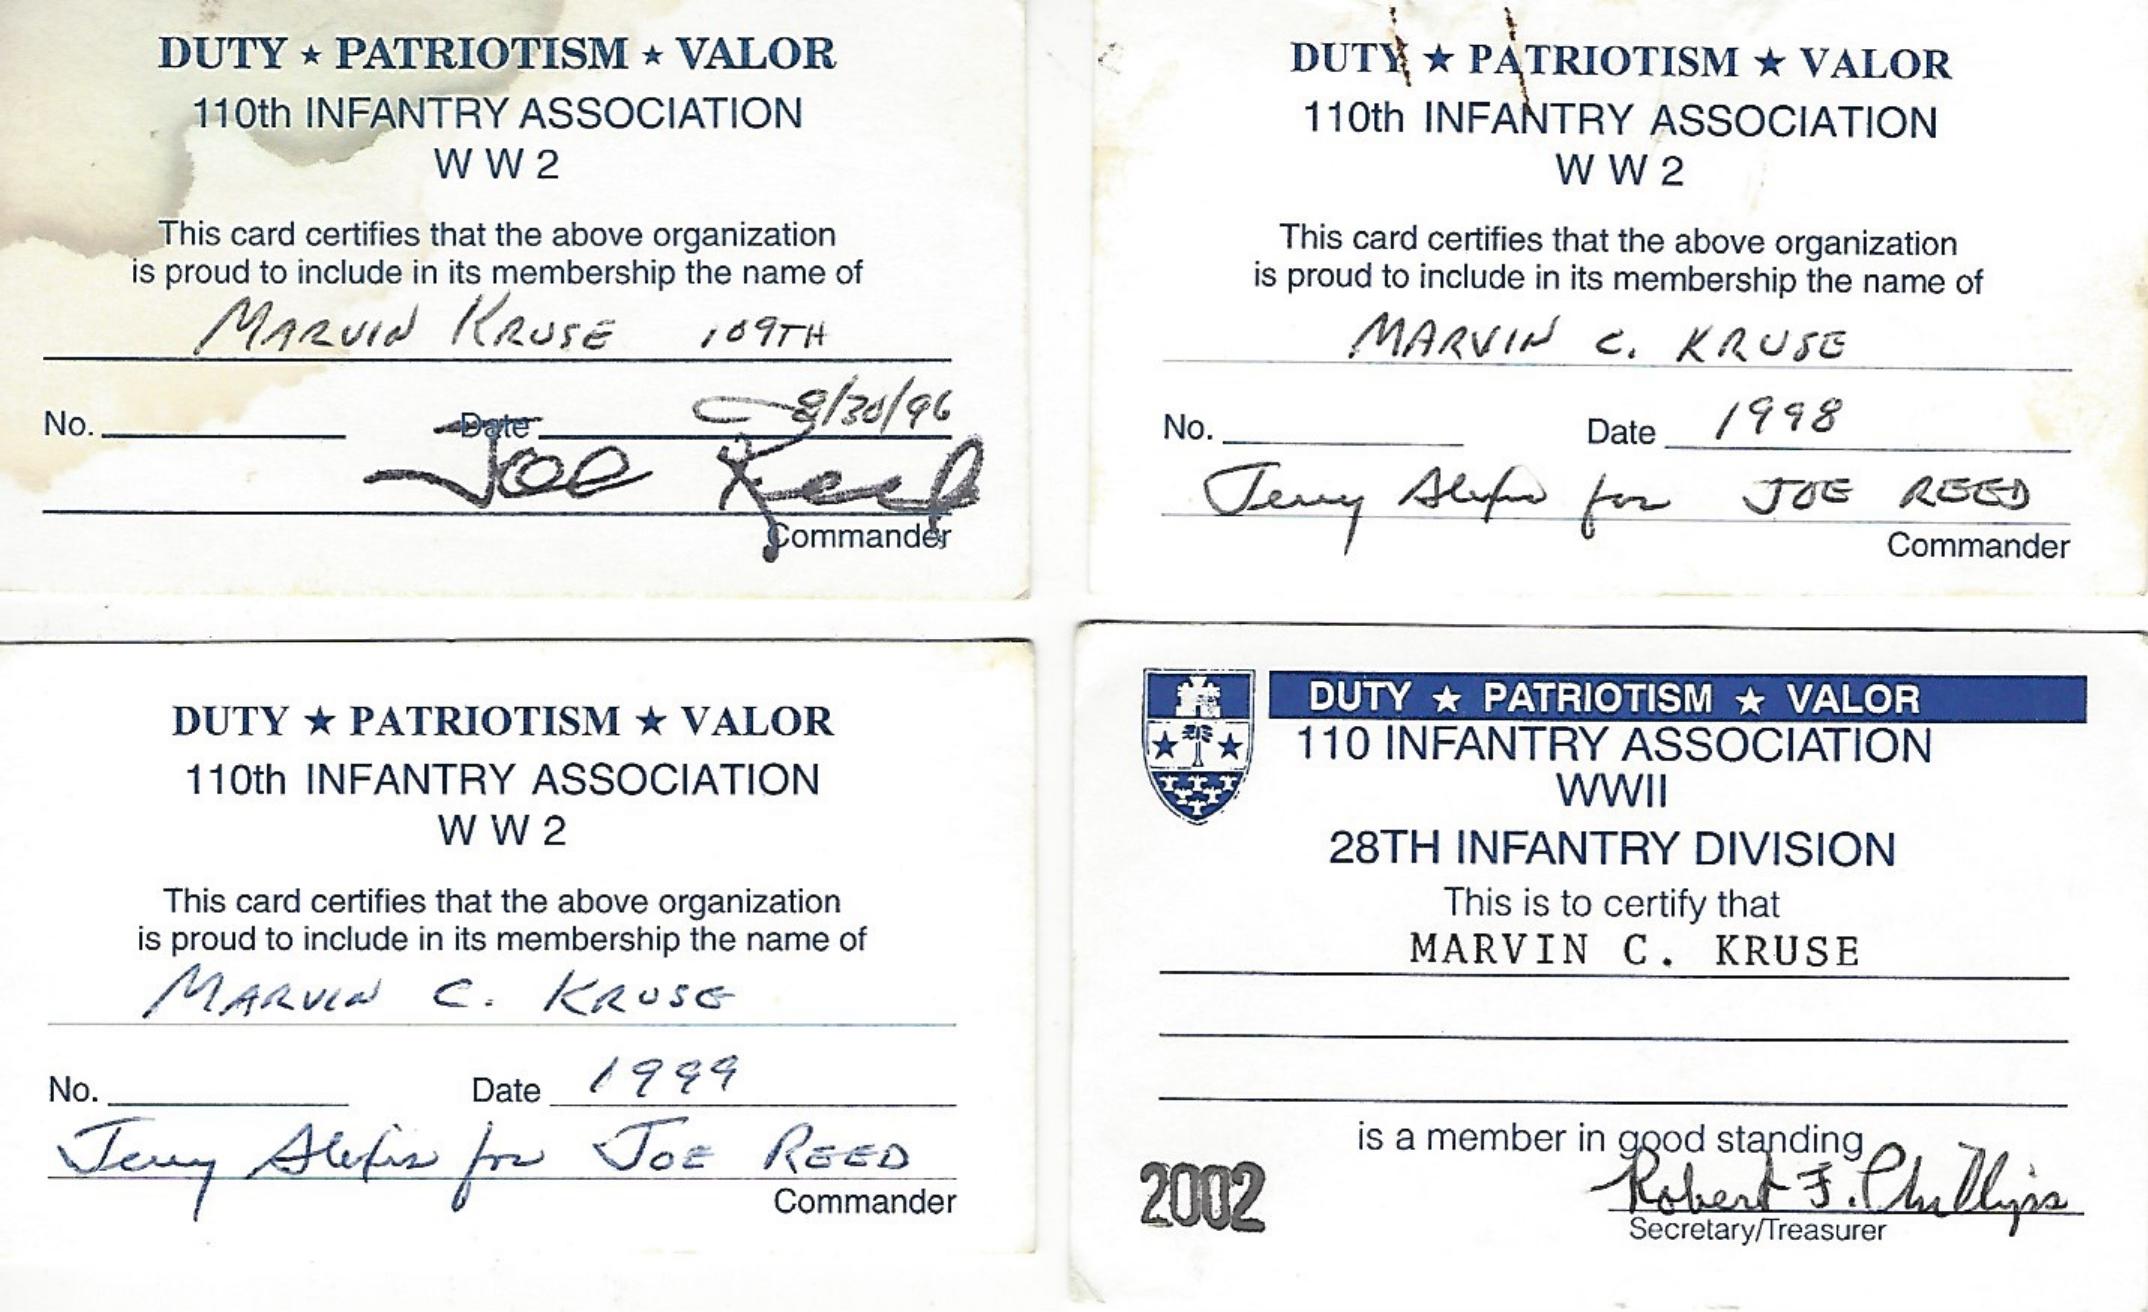 DUTY ★ PATRIOTISM ★ VALOR
110th INFANTRY ASSOCIATION
W W 2
This card certifies that the above organization
is proud to include in its membership the name of
MARVIN KRUSE 109TH
No. Date 8/30/96
Joe Reed
Commander
DUTY ★ PATRIOTISM ★ VALOR
110th INFANTRY ASSOCIATION
W W 2
This card certifies that the above organization
is proud to include in its membership the name of
MARVIN C. KRUSE
No. Date 1998
Jerry for JOE REED
Commander
DUTY ★ PATRIOTISM ★ VALOR
110th INFANTRY ASSOCIATION
W W 2
This card certifies that the above organization
is proud to include in its membership the name of
MARVIN C. KRUSE
No. Date 1999
Jerry for JOE REED
Commander
DUTY ★ PATRIOTISM ★ VALOR
110 INFANTRY ASSOCIATION
WWII
28TH INFANTRY DIVISION
This is to certify that
MARVIN C. KRUSE
is a member in good standing
2002
Robert F. Phillips
Secretary/Treasurer